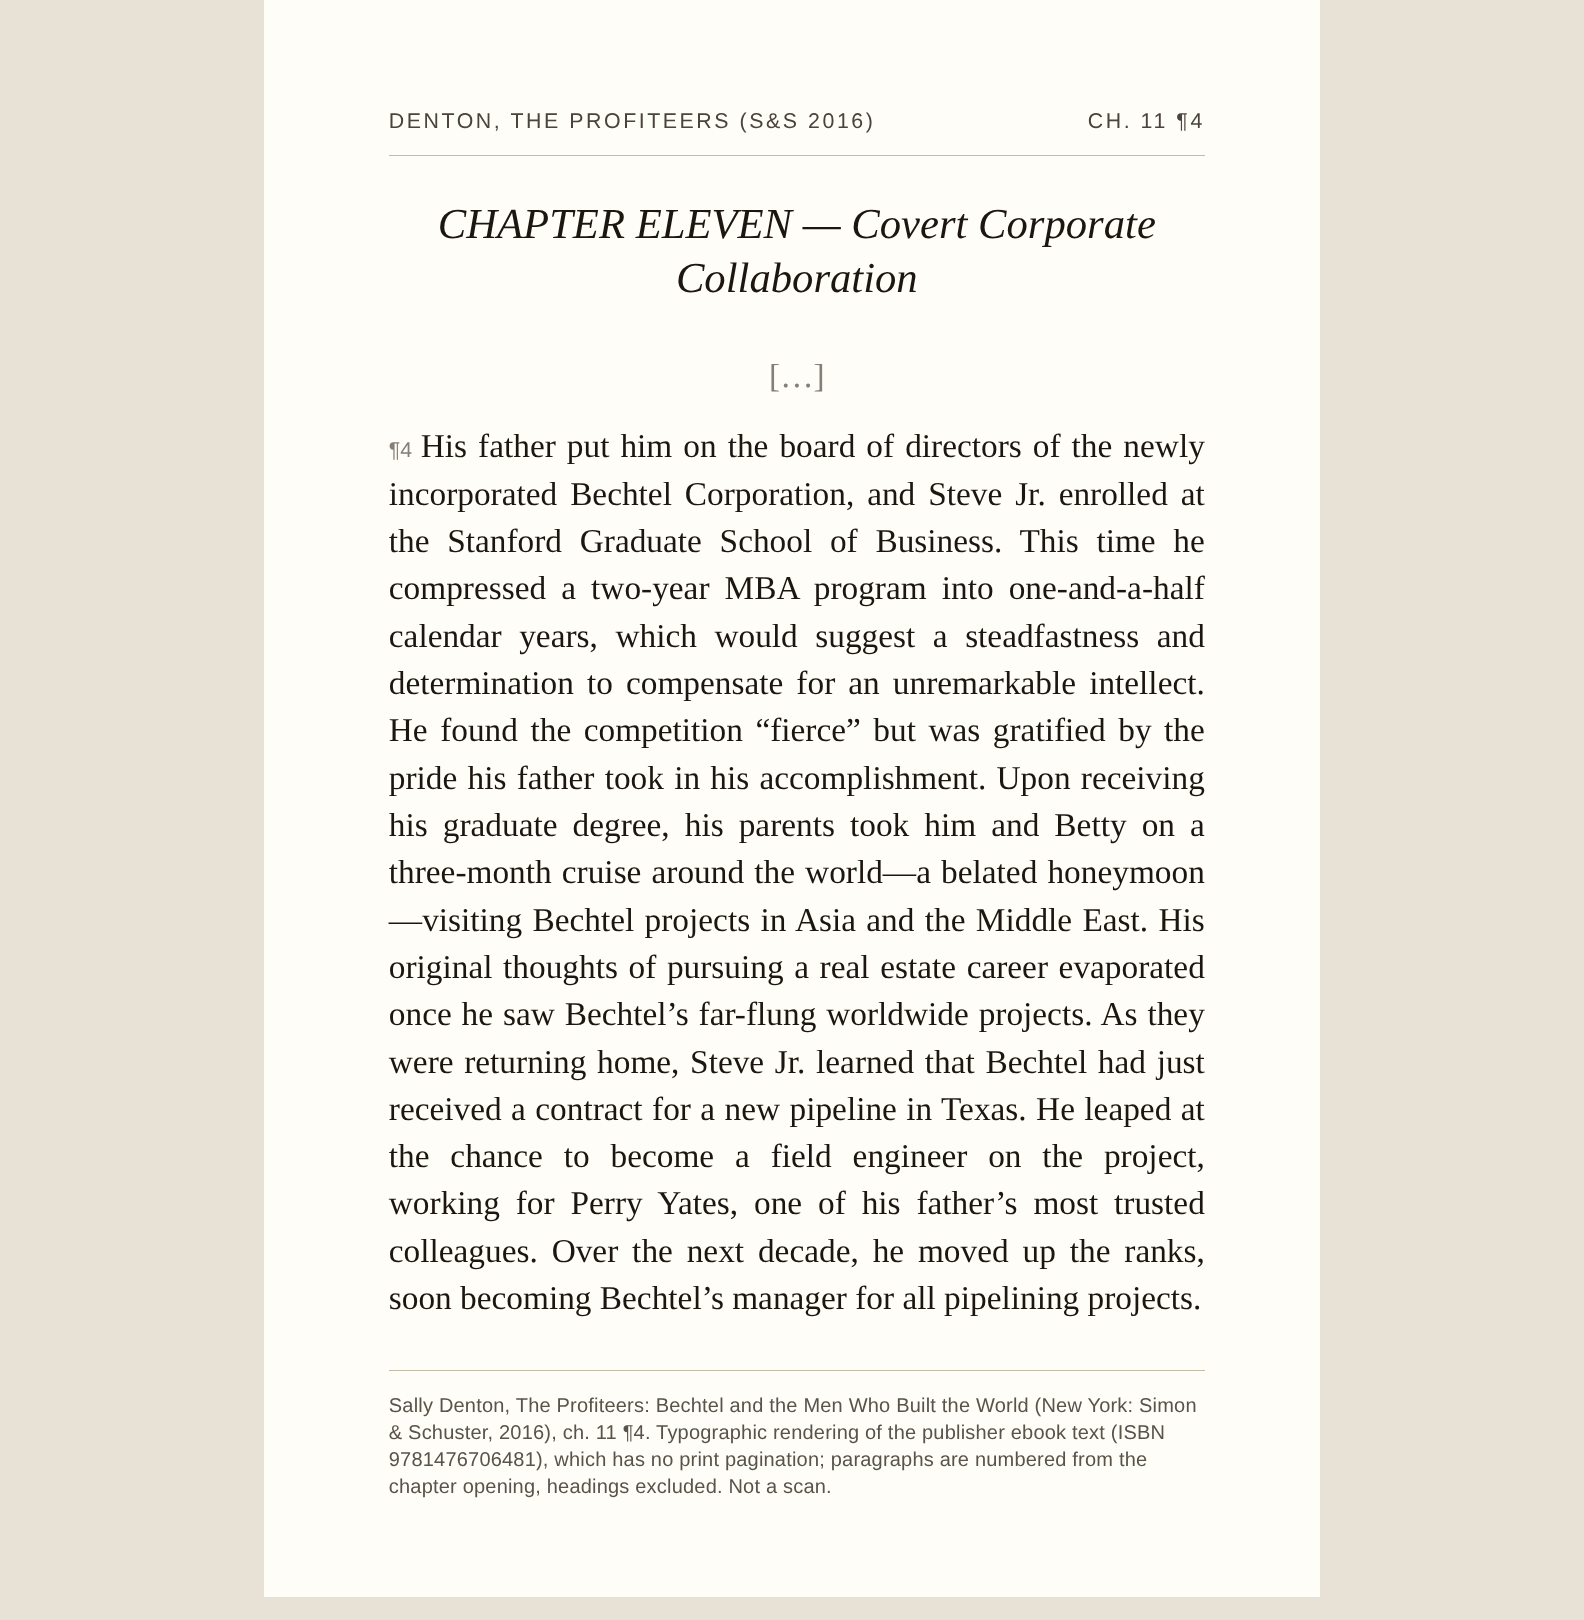 DENTON, THE PROFITEERS (S&S 2016)
CH. 11 ¶4
CHAPTER ELEVEN — Covert Corporate
Collaboration
[…]
¶4 His father put him on the board of directors of the newly
incorporated Bechtel Corporation, and Steve Jr. enrolled at
the Stanford Graduate School of Business. This time he
compressed a two-year MBA program into one-and-a-half
calendar years, which would suggest a steadfastness and
determination to compensate for an unremarkable intellect.
He found the competition “fierce” but was gratified by the
pride his father took in his accomplishment. Upon receiving
his graduate degree, his parents took him and Betty on a
three-month cruise around the world—a belated honeymoon
—visiting Bechtel projects in Asia and the Middle East. His
original thoughts of pursuing a real estate career evaporated
once he saw Bechtel’s far-flung worldwide projects. As they
were returning home, Steve Jr. learned that Bechtel had just
received a contract for a new pipeline in Texas. He leaped at
the chance to become a field engineer on the project,
working for Perry Yates, one of his father’s most trusted
colleagues. Over the next decade, he moved up the ranks,
soon becoming Bechtel’s manager for all pipelining projects.
Sally Denton, The Profiteers: Bechtel and the Men Who Built the World (New York: Simon
& Schuster, 2016), ch. 11 ¶4. Typographic rendering of the publisher ebook text (ISBN
9781476706481), which has no print pagination; paragraphs are numbered from the
chapter opening, headings excluded. Not a scan.